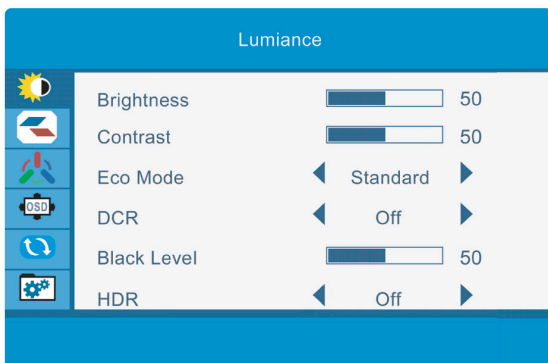 Lumiance
Brightness 50
Contrast 50
Eco Mode Standard
OSD
DCR Off
Black Level 50
HDR Off